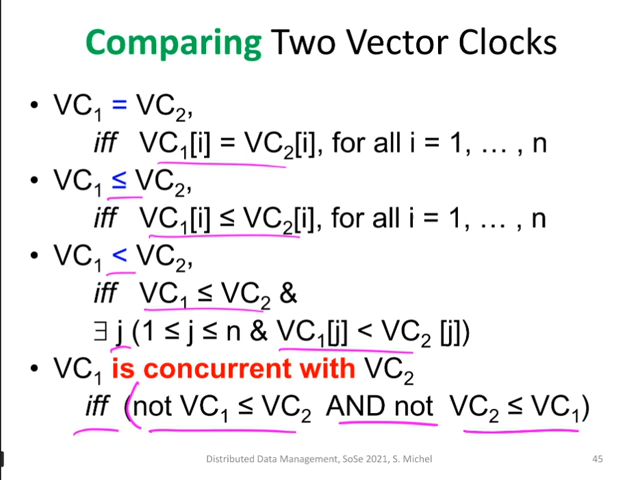 Comparing Two Vector Clocks
• VC₁ = VC₂,
iff VC₁[i] = VC₂[i], for all i = 1, … , n
• VC₁ ≤ VC₂,
iff VC₁[i] ≤ VC₂[i], for all i = 1, … , n
• VC₁ < VC₂,
iff VC₁ ≤ VC₂ &
∃ j (1 ≤ j ≤ n & VC₁[j] < VC₂ [j])
• VC₁ is concurrent with VC₂
iff (not VC₁ ≤ VC₂ AND not VC₂ ≤ VC₁)
Distributed Data Management, SoSe 2021, S. Michel 45